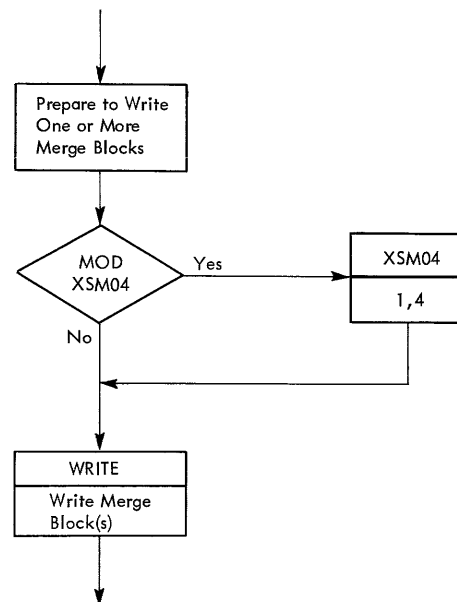 Prepare to Write
One or More
Merge Blocks
MOD
XSM04
Yes
XSM04
1,4
No
WRITE
Write Merge
Block(s)